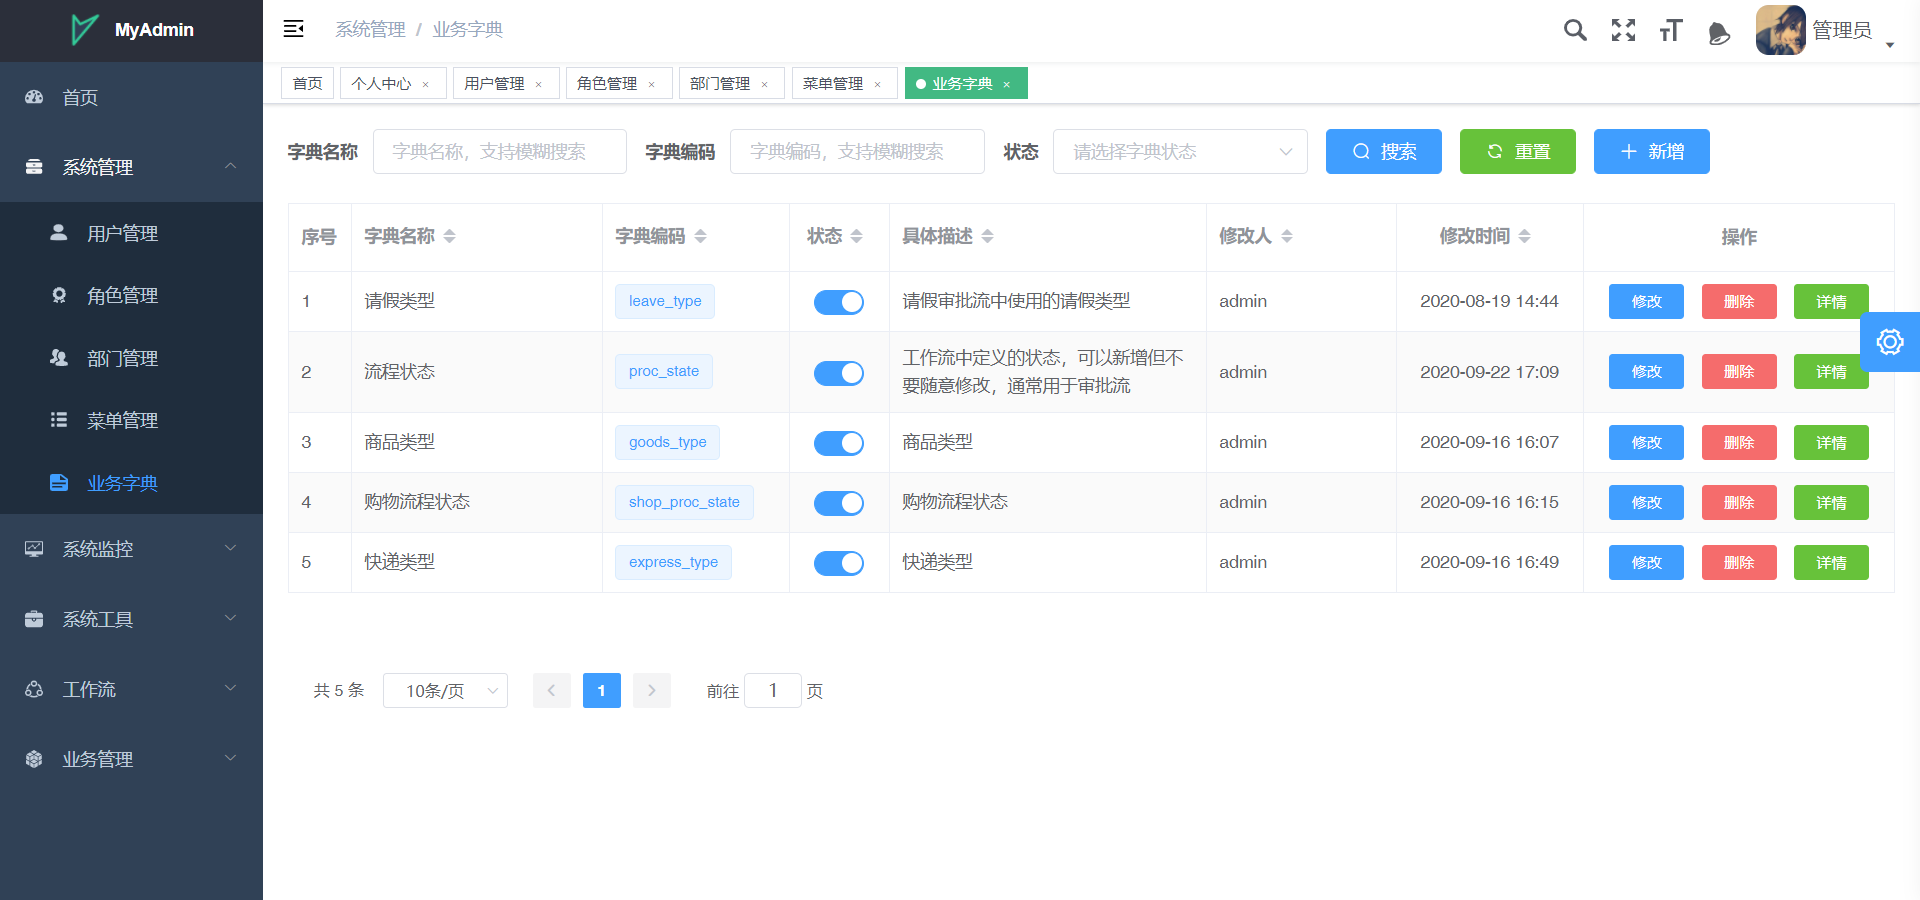 MyAdmin
首页
系统管理
用户管理
角色管理
部门管理
菜单管理
业务字典
系统监控
系统工具
工作流
业务管理
系统管理 / 业务字典
管理员
首页 个人中心 × 用户管理 × 角色管理 × 部门管理 × 菜单管理 × 业务字典 ×
字典名称 字典名称，支持模糊搜索 字典编码 字典编码，支持模糊搜索 状态 请选择字典状态 搜索 重置 新增
序号 字典名称 字典编码 状态 具体描述 修改人 修改时间 操作
1 请假类型 leave_type 请假审批流中使用的请假类型 admin 2020-08-19 14:44 修改 删除 详情
2 流程状态 proc_state 工作流中定义的状态，可以新增但不
要随意修改，通常用于审批流 admin 2020-09-22 17:09 修改 删除 详情
3 商品类型 goods_type 商品类型 admin 2020-09-16 16:07 修改 删除 详情
4 购物流程状态 shop_proc_state 购物流程状态 admin 2020-09-16 16:15 修改 删除 详情
5 快递类型 express_type 快递类型 admin 2020-09-16 16:49 修改 删除 详情
共 5 条 10条/页 1 前往 1 页